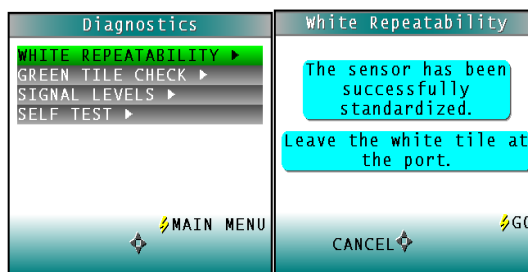 Diagnostics
WHITE REPEATABILITY ▶
GREEN TILE CHECK ▶
SIGNAL LEVELS ▶
SELF TEST ▶
MAIN MENU
White Repeatability
The sensor has been
successfully
standardized.
Leave the white tile at
the port.
GO
CANCEL